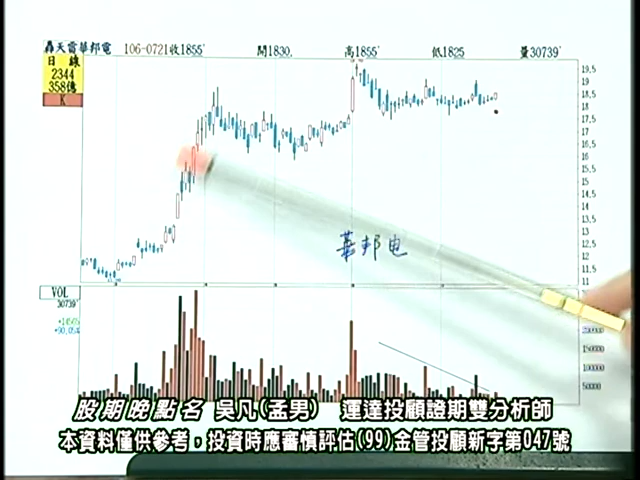 轟天雷華邦電 106-0721收1855' 開1830. 高1855' 低1825 量30739'
日 線
2344
358億
K
19.5
19
18.5
18
17.5
17
16.5
16
15.5
15
14.5
14
13.5
13
12.5
12
11.5
11
華邦电
VOL
30739'
150000
100000
50000
股期晚點名 吳凡(孟男) 運達投顧證期雙分析師
本資料僅供參考，投資時應審慎評估(99)金管投顧新字第047號